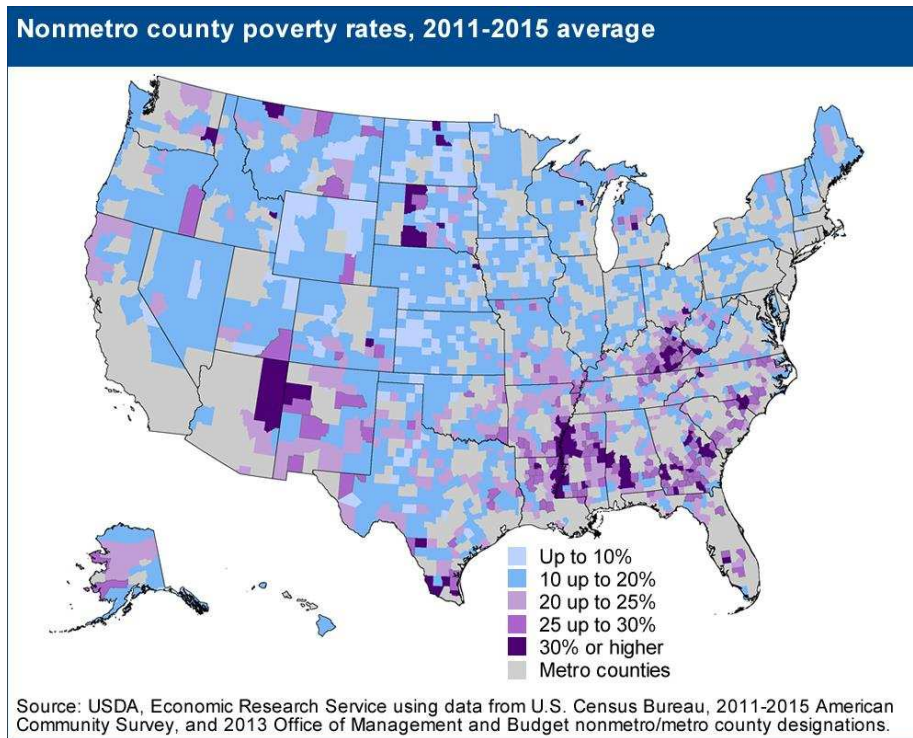 Nonmetro county poverty rates, 2011-2015 average
Up to 10%
10 up to 20%
20 up to 25%
25 up to 30%
30% or higher
Metro counties
Source: USDA, Economic Research Service using data from U.S. Census Bureau, 2011-2015 American
Community Survey, and 2013 Office of Management and Budget nonmetro/metro county designations.